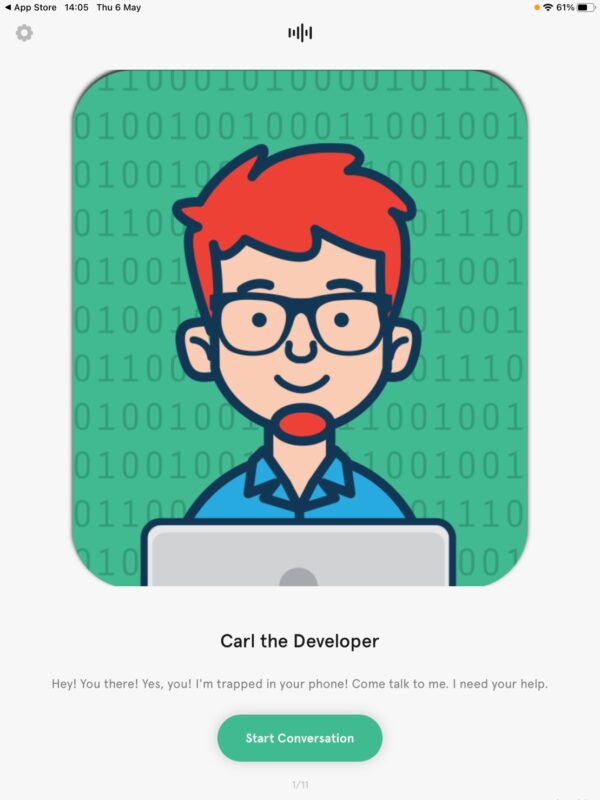 ◀ App Store 14:05 Thu 6 May 61%
Carl the Developer
Hey! You there! Yes, you! I'm trapped in your phone! Come talk to me. I need your help.
Start Conversation
1/11